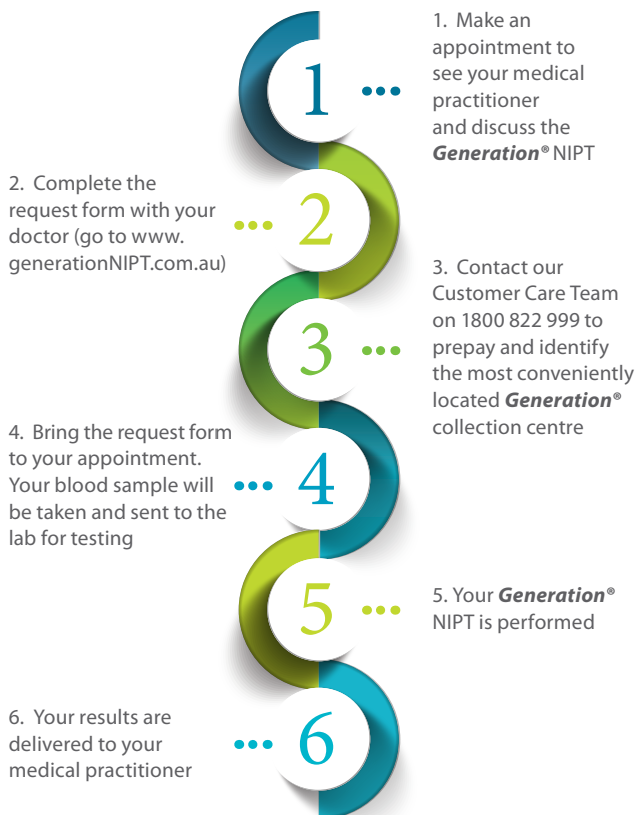 1
1. Make an
appointment to
see your medical
practitioner
and discuss the
Generation® NIPT
2. Complete the
request form with your
doctor (go to www.
generationNIPT.com.au)
2
3
3. Contact our
Customer Care Team
on 1800 822 999 to
prepay and identify
the most conveniently
located Generation®
collection centre
4. Bring the request form
to your appointment.
Your blood sample will
be taken and sent to the
lab for testing
4
5
5. Your Generation®
NIPT is performed
6. Your results are
delivered to your
medical practitioner
6